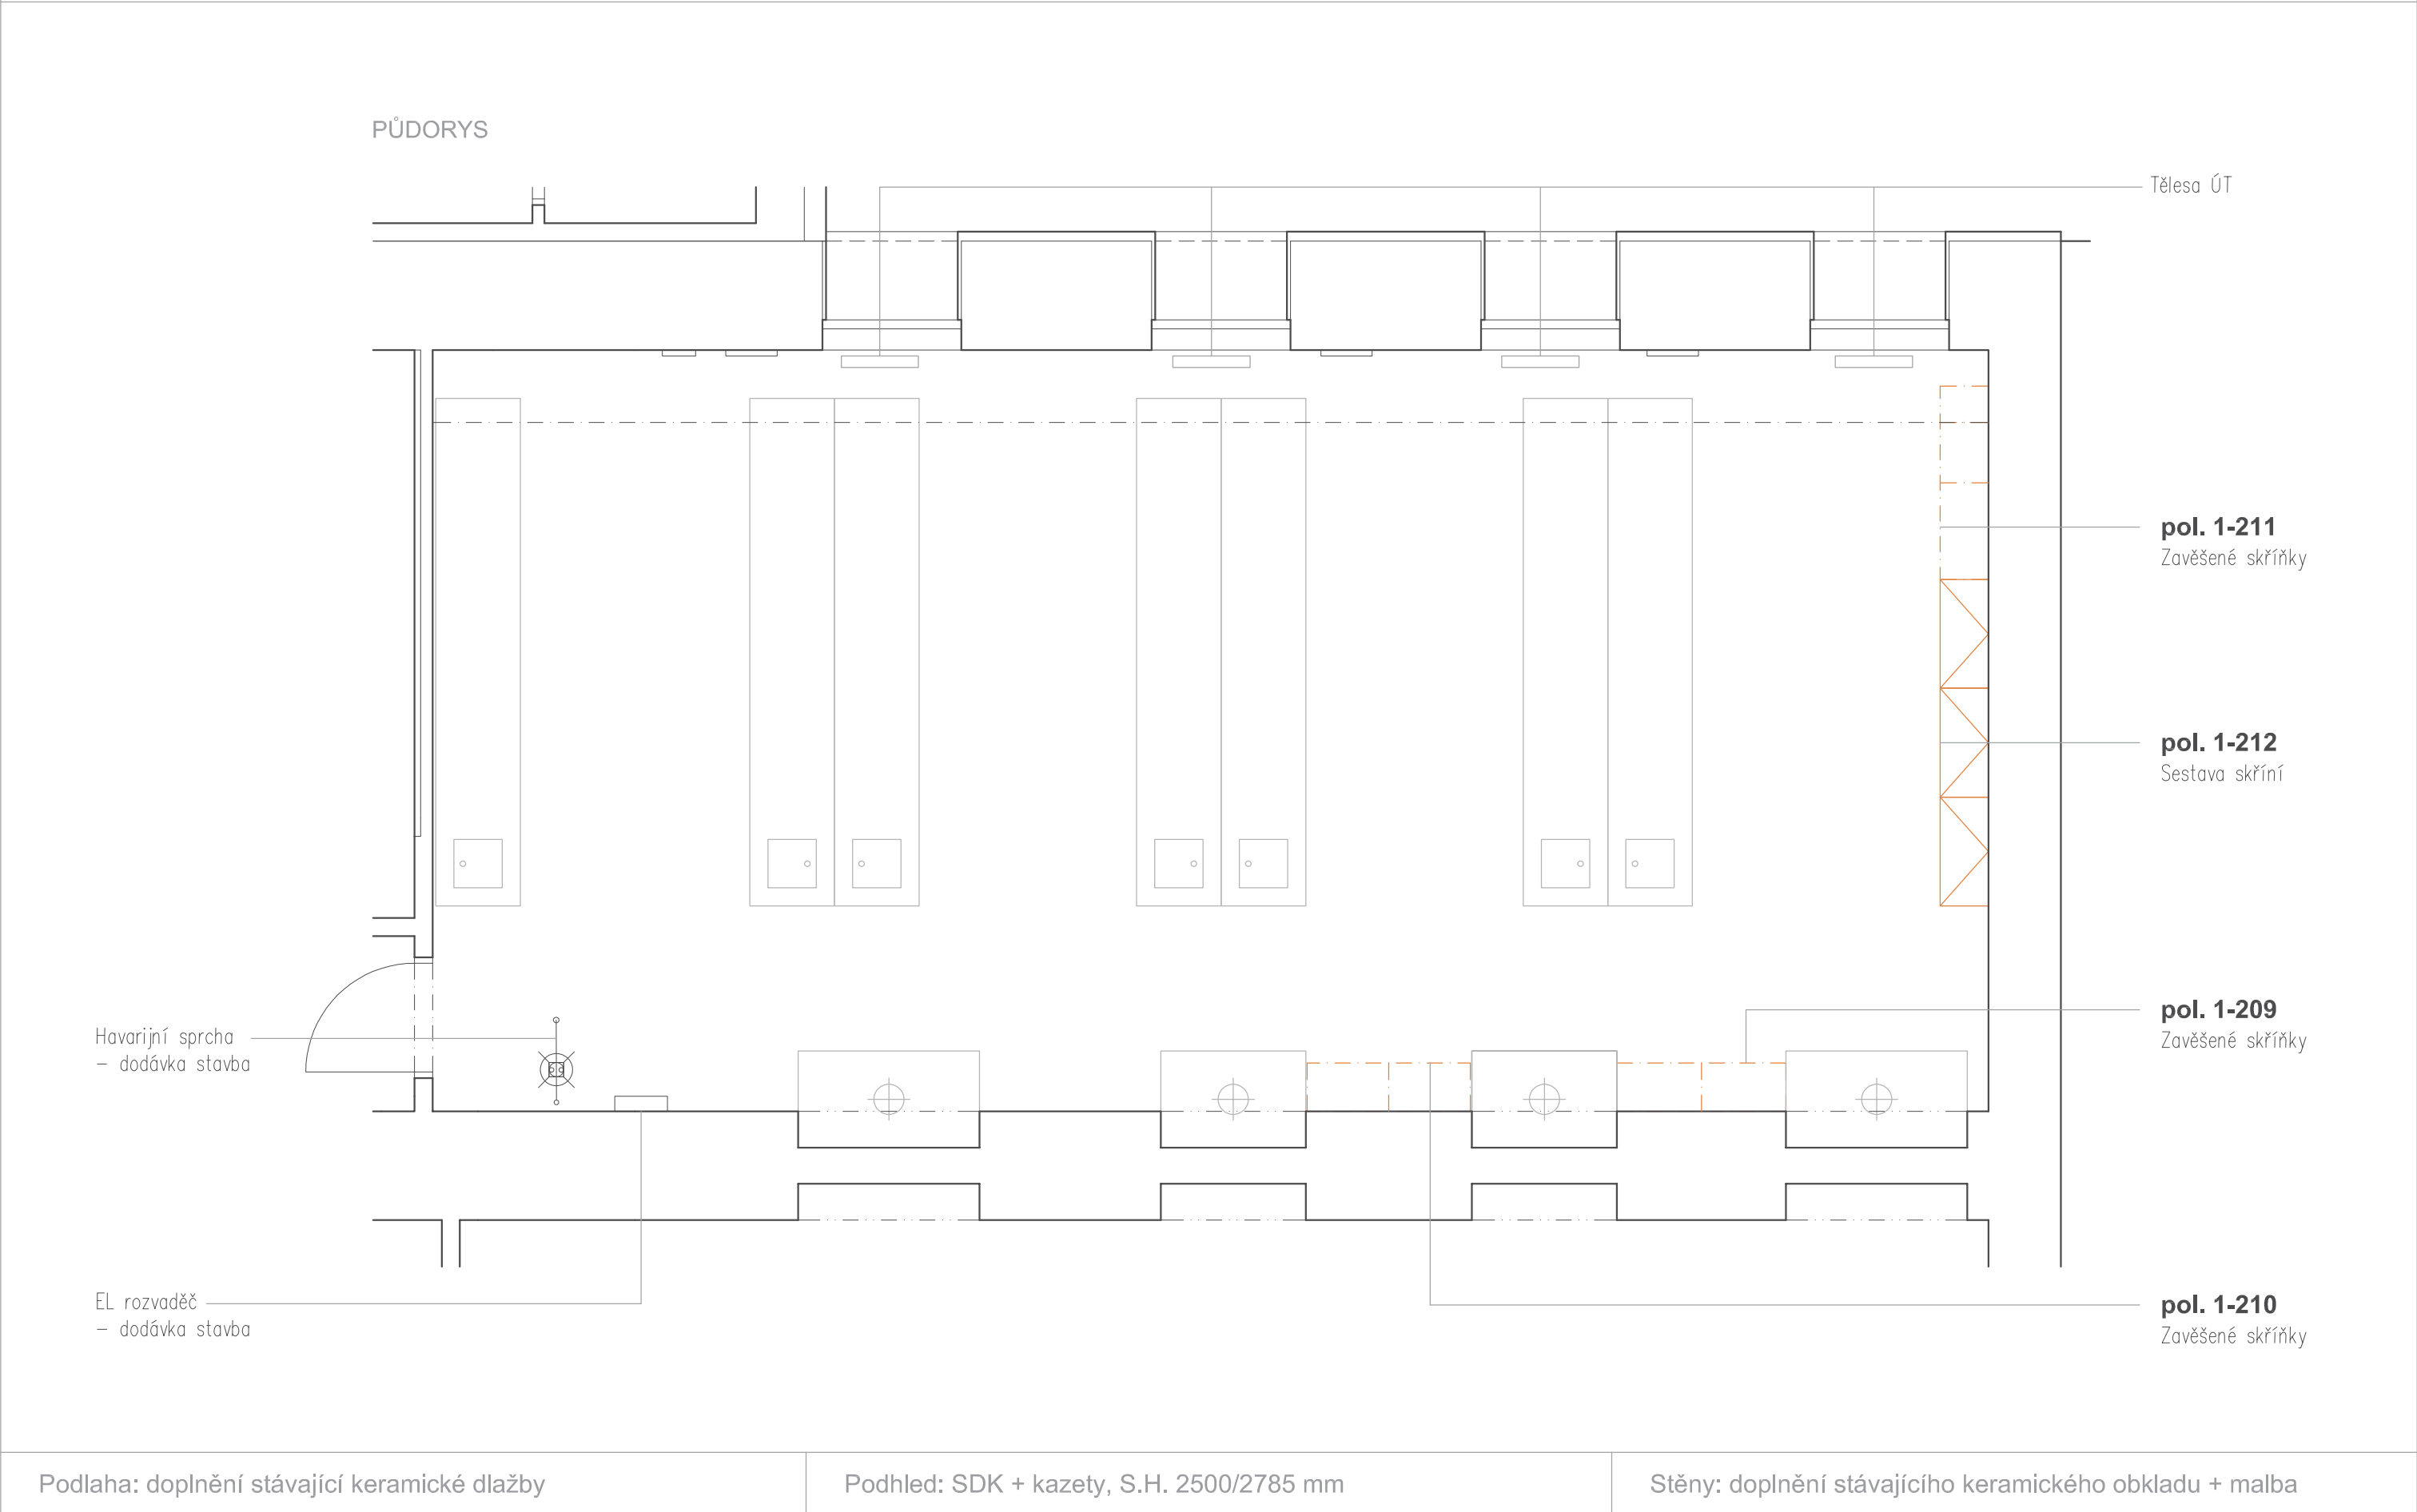 PŮDORYS
Tělesa ÚT
pol. 1-211
Zavěšené skříňky
pol. 1-212
Sestava skříní
pol. 1-209
Zavěšené skříňky
Havarijní sprcha
– dodávka stavba
EL rozvaděč
– dodávka stavba
pol. 1-210
Zavěšené skříňky
Podlaha: doplnění stávající keramické dlažby
Podhled: SDK + kazety, S.H. 2500/2785 mm
Stěny: doplnění stávajícího keramického obkladu + malba